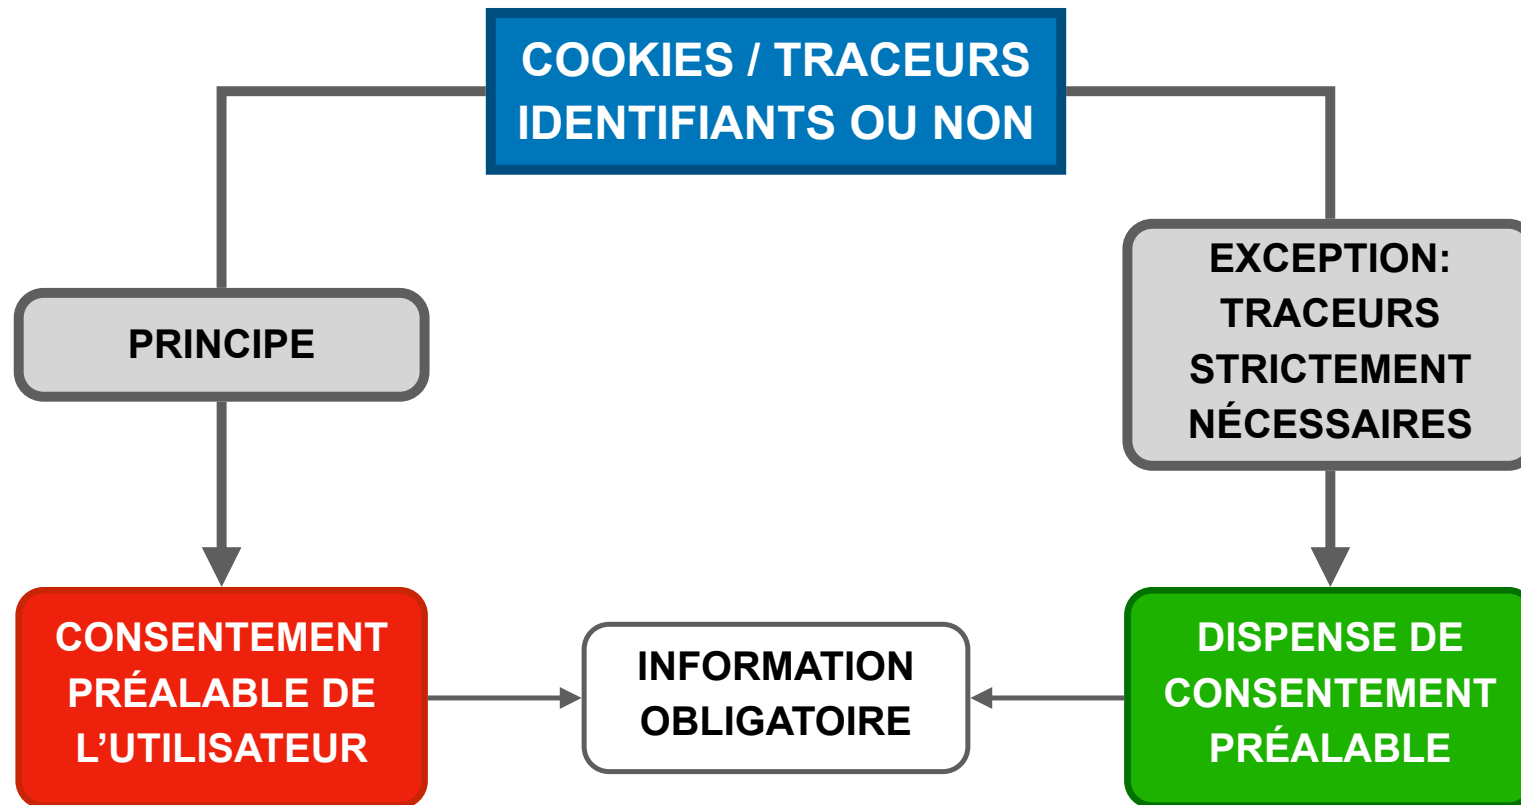 COOKIES / TRACEURS
IDENTIFIANTS OU NON
PRINCIPE
EXCEPTION:
TRACEURS
STRICTEMENT
NÉCESSAIRES
CONSENTEMENT
PRÉALABLE DE
L’UTILISATEUR
INFORMATION
OBLIGATOIRE
DISPENSE DE
CONSENTEMENT
PRÉALABLE